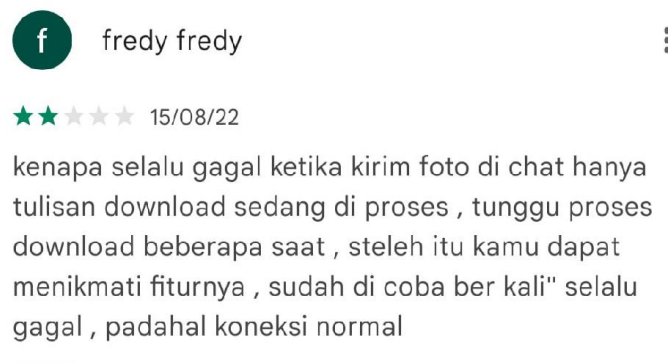 f
fredy fredy
15/08/22
kenapa selalu gagal ketika kirim foto di chat hanya
tulisan download sedang di proses , tunggu proses
download beberapa saat , steleh itu kamu dapat
menikmati fiturnya , sudah di coba ber kali" selalu
gagal , padahal koneksi normal